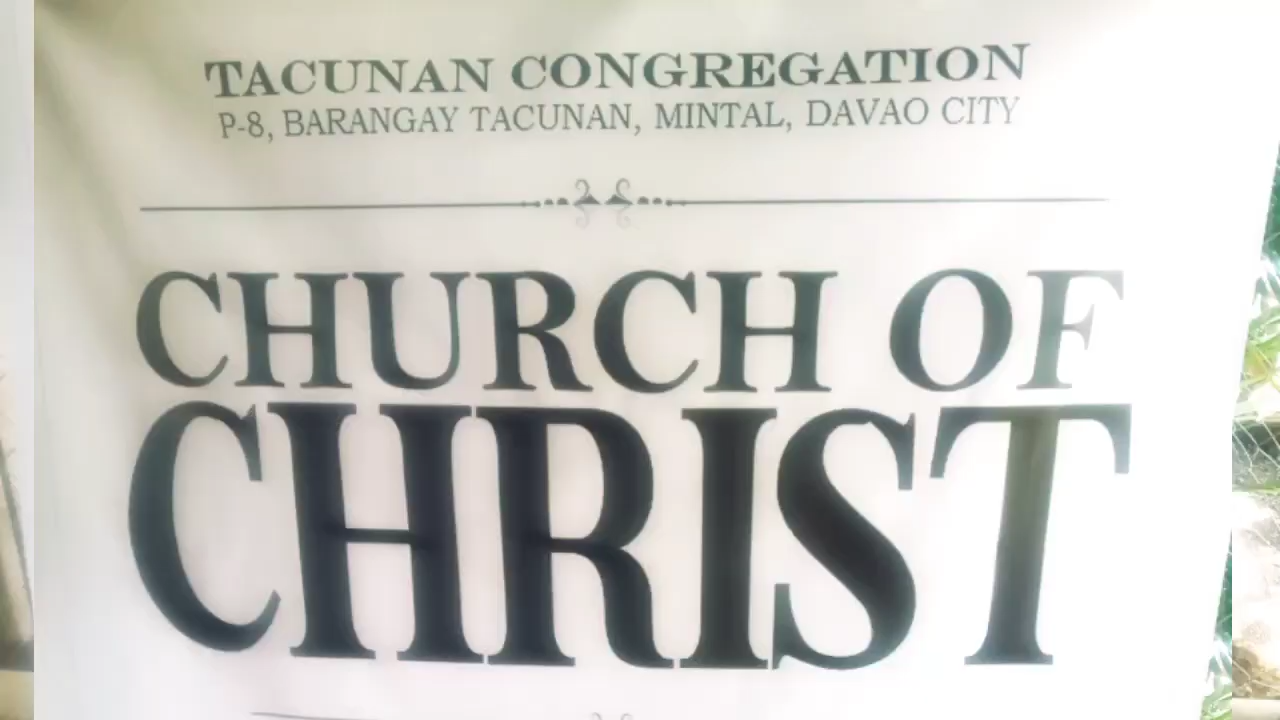 TACUNAN CONGREGATION
P-8, BARANGAY TACUNAN, MINTAL, DAVAO CITY
CHURCH OF
CHRIST